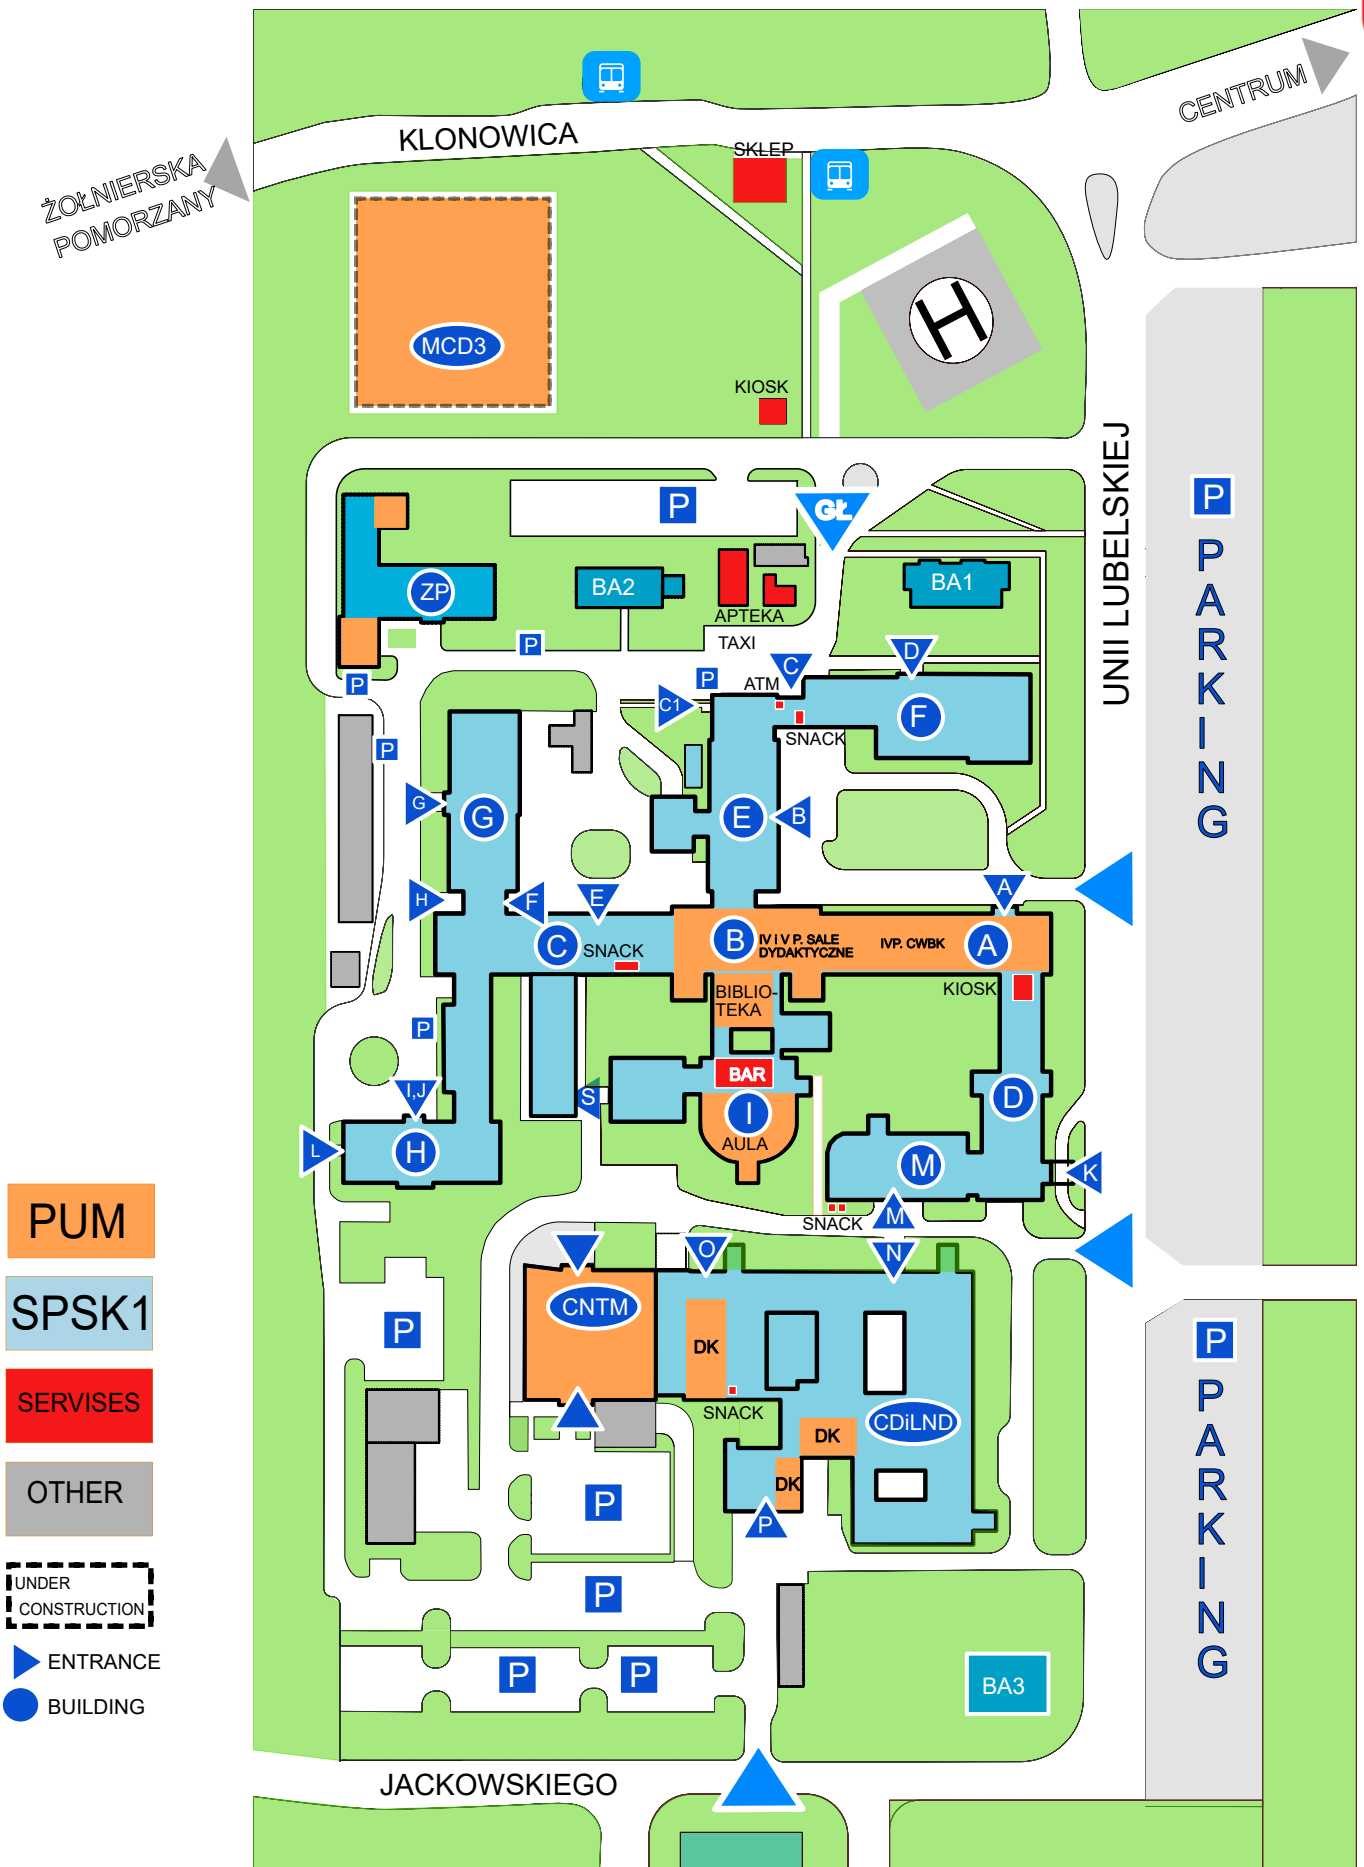 CENTRUM
KLONOWICA
SKLEP
ŻOŁNIERSKA
POMORZANY
H
MCD3
KIOSK
UNII LUBELSKIEJ
P
PARKING
P
GŁ
ZP
BA2
BA1
APTEKA
TAXI
P
P
P
ATM
C
D
C1
F
SNACK
P
G
G
E
B
H
F
E
A
C
SNACK
B
IV i V P. SALE
DYDAKTYCZNE
IVP. CWBK
A
KIOSK
BIBLIO-
TEKA
P
BAR
I,J
S
I
D
AULA
L
H
M
K
M
SNACK
PUM
O
N
SPSK1
CNTM
P
DK
P
PARKING
SERVISES
SNACK
CDiLND
DK
OTHER
DK
P
P
UNDER
CONSTRUCTION
P
ENTRANCE
P
P
BUILDING
BA3
JACKOWSKIEGO